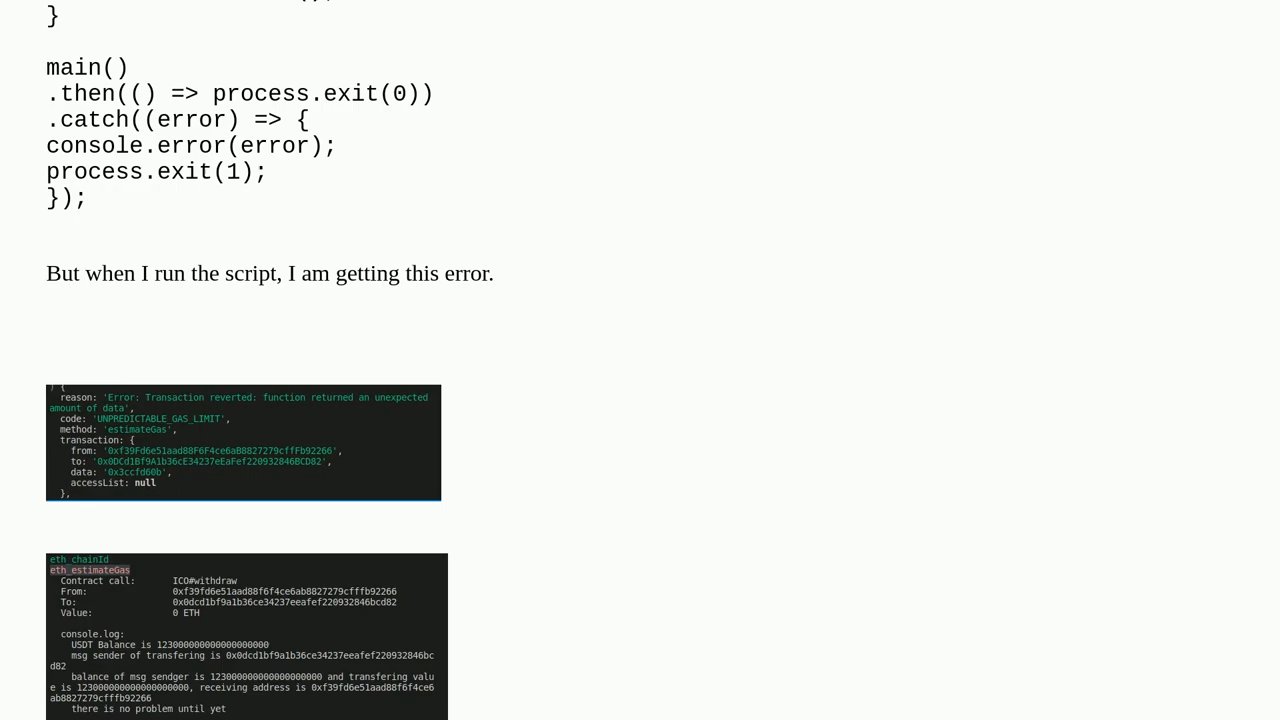 }
main()
.then(() => process.exit(0))
.catch((error) => {
console.error(error);
process.exit(1);
});
But when I run the script, I am getting this error.
) {
reason: 'Error: Transaction reverted: function returned an unexpected
amount of data',
code: 'UNPREDICTABLE_GAS_LIMIT',
method: 'estimateGas',
transaction: {
from: '0xf39Fd6e51aad88F6F4ce6aB8827279cffFb92266',
to: '0x0DCd1Bf9A1b36cE34237eEaFef220932846BCD82',
data: '0x3ccfd60b',
accessList: null
},
eth_chainId
eth_estimateGas
Contract call: ICO#withdraw
From: 0xf39fd6e51aad88f6f4ce6ab8827279cfffb92266
To: 0x0dcd1bf9a1b36ce34237eeafef220932846bcd82
Value: 0 ETH
console.log:
USDT Balance is 123000000000000000000
msg sender of transfering is 0x0dcd1bf9a1b36ce34237eeafef220932846bc
d82
balance of msg sendger is 123000000000000000000 and transfering valu
e is 123000000000000000000, receiving address is 0xf39fd6e51aad88f6f4ce6
ab8827279cfffb92266
there is no problem until yet